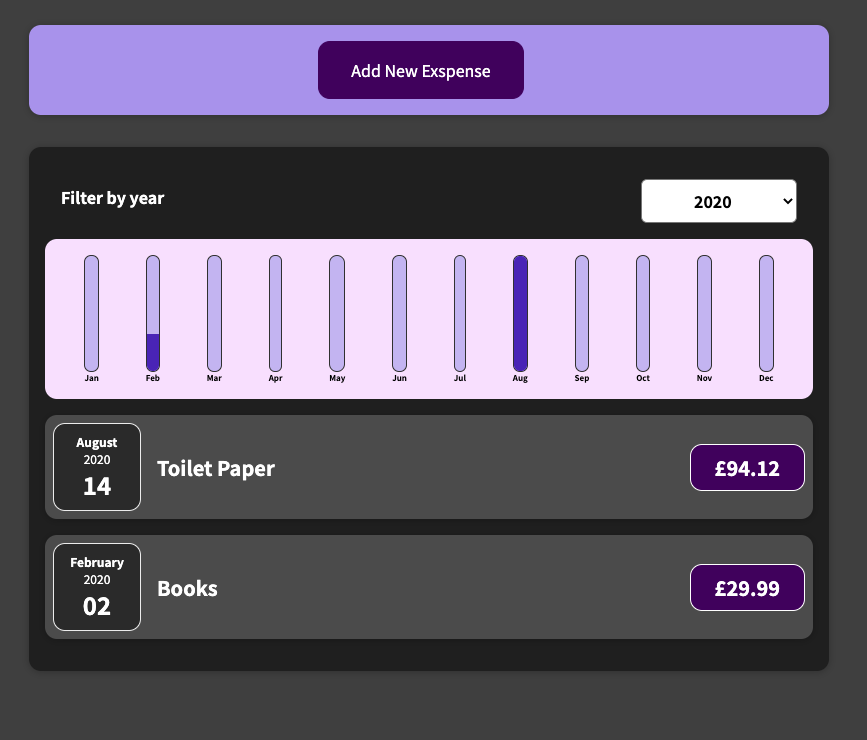 Add New Exspense
Filter by year
2020
Jan Feb Mar Apr May Jun Jul Aug Sep Oct Nov Dec
August
2020
14
Toilet Paper
£94.12
February
2020
02
Books
£29.99